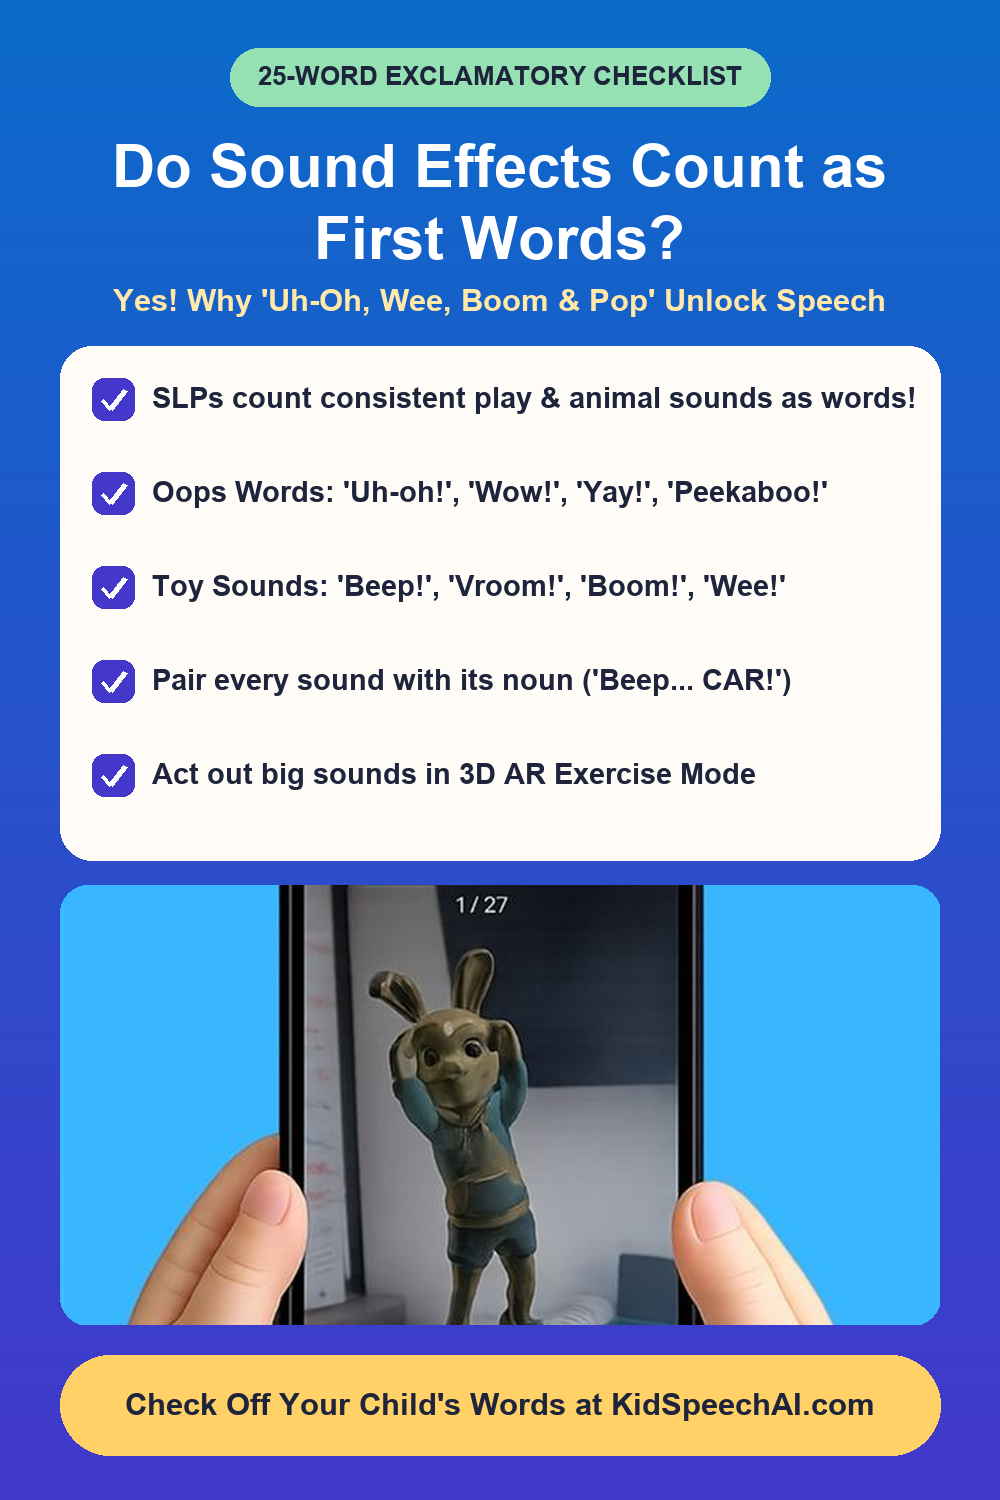 25-WORD EXCLAMATORY CHECKLIST
Do Sound Effects Count as
First Words?
Yes! Why 'Uh-Oh, Wee, Boom & Pop' Unlock Speech
SLPs count consistent play & animal sounds as words!
Oops Words: 'Uh-oh!', 'Wow!', 'Yay!', 'Peekaboo!'
Toy Sounds: 'Beep!', 'Vroom!', 'Boom!', 'Wee!'
Pair every sound with its noun ('Beep... CAR!')
Act out big sounds in 3D AR Exercise Mode
1 / 27
Check Off Your Child's Words at KidSpeechAI.com